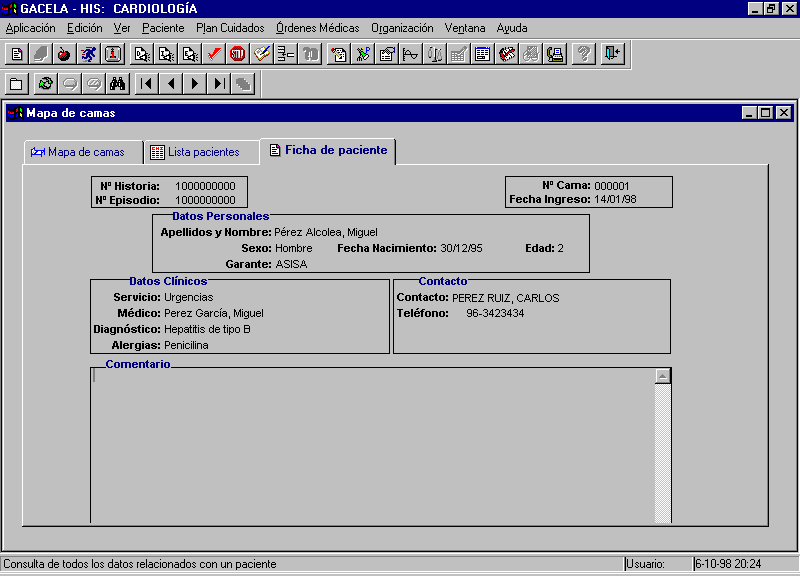 GACELA - HIS: CARDIOLOGÍA
Aplicación Edición Ver Paciente Plan Cuidados Órdenes Médicas Organización Ventana Ayuda
Mapa de camas
Mapa de camas Lista pacientes Ficha de paciente
Nº Historia: 1000000000 Nº Cama: 000001
Nº Episodio: 1000000000 Fecha Ingreso: 14/01/98
Datos Personales
Apellidos y Nombre: Pérez Alcolea, Miguel
Sexo: Hombre Fecha Nacimiento: 30/12/95 Edad: 2
Garante: ASISA
Datos Clínicos Contacto
Servicio: Urgencias Contacto: PEREZ RUIZ, CARLOS
Médico: Perez García, Miguel Teléfono: 96-3423434
Diagnóstico: Hepatitis de tipo B
Alergias: Penicilina
Comentario
Consulta de todos los datos relacionados con un paciente Usuario: 6-10-98 20:24